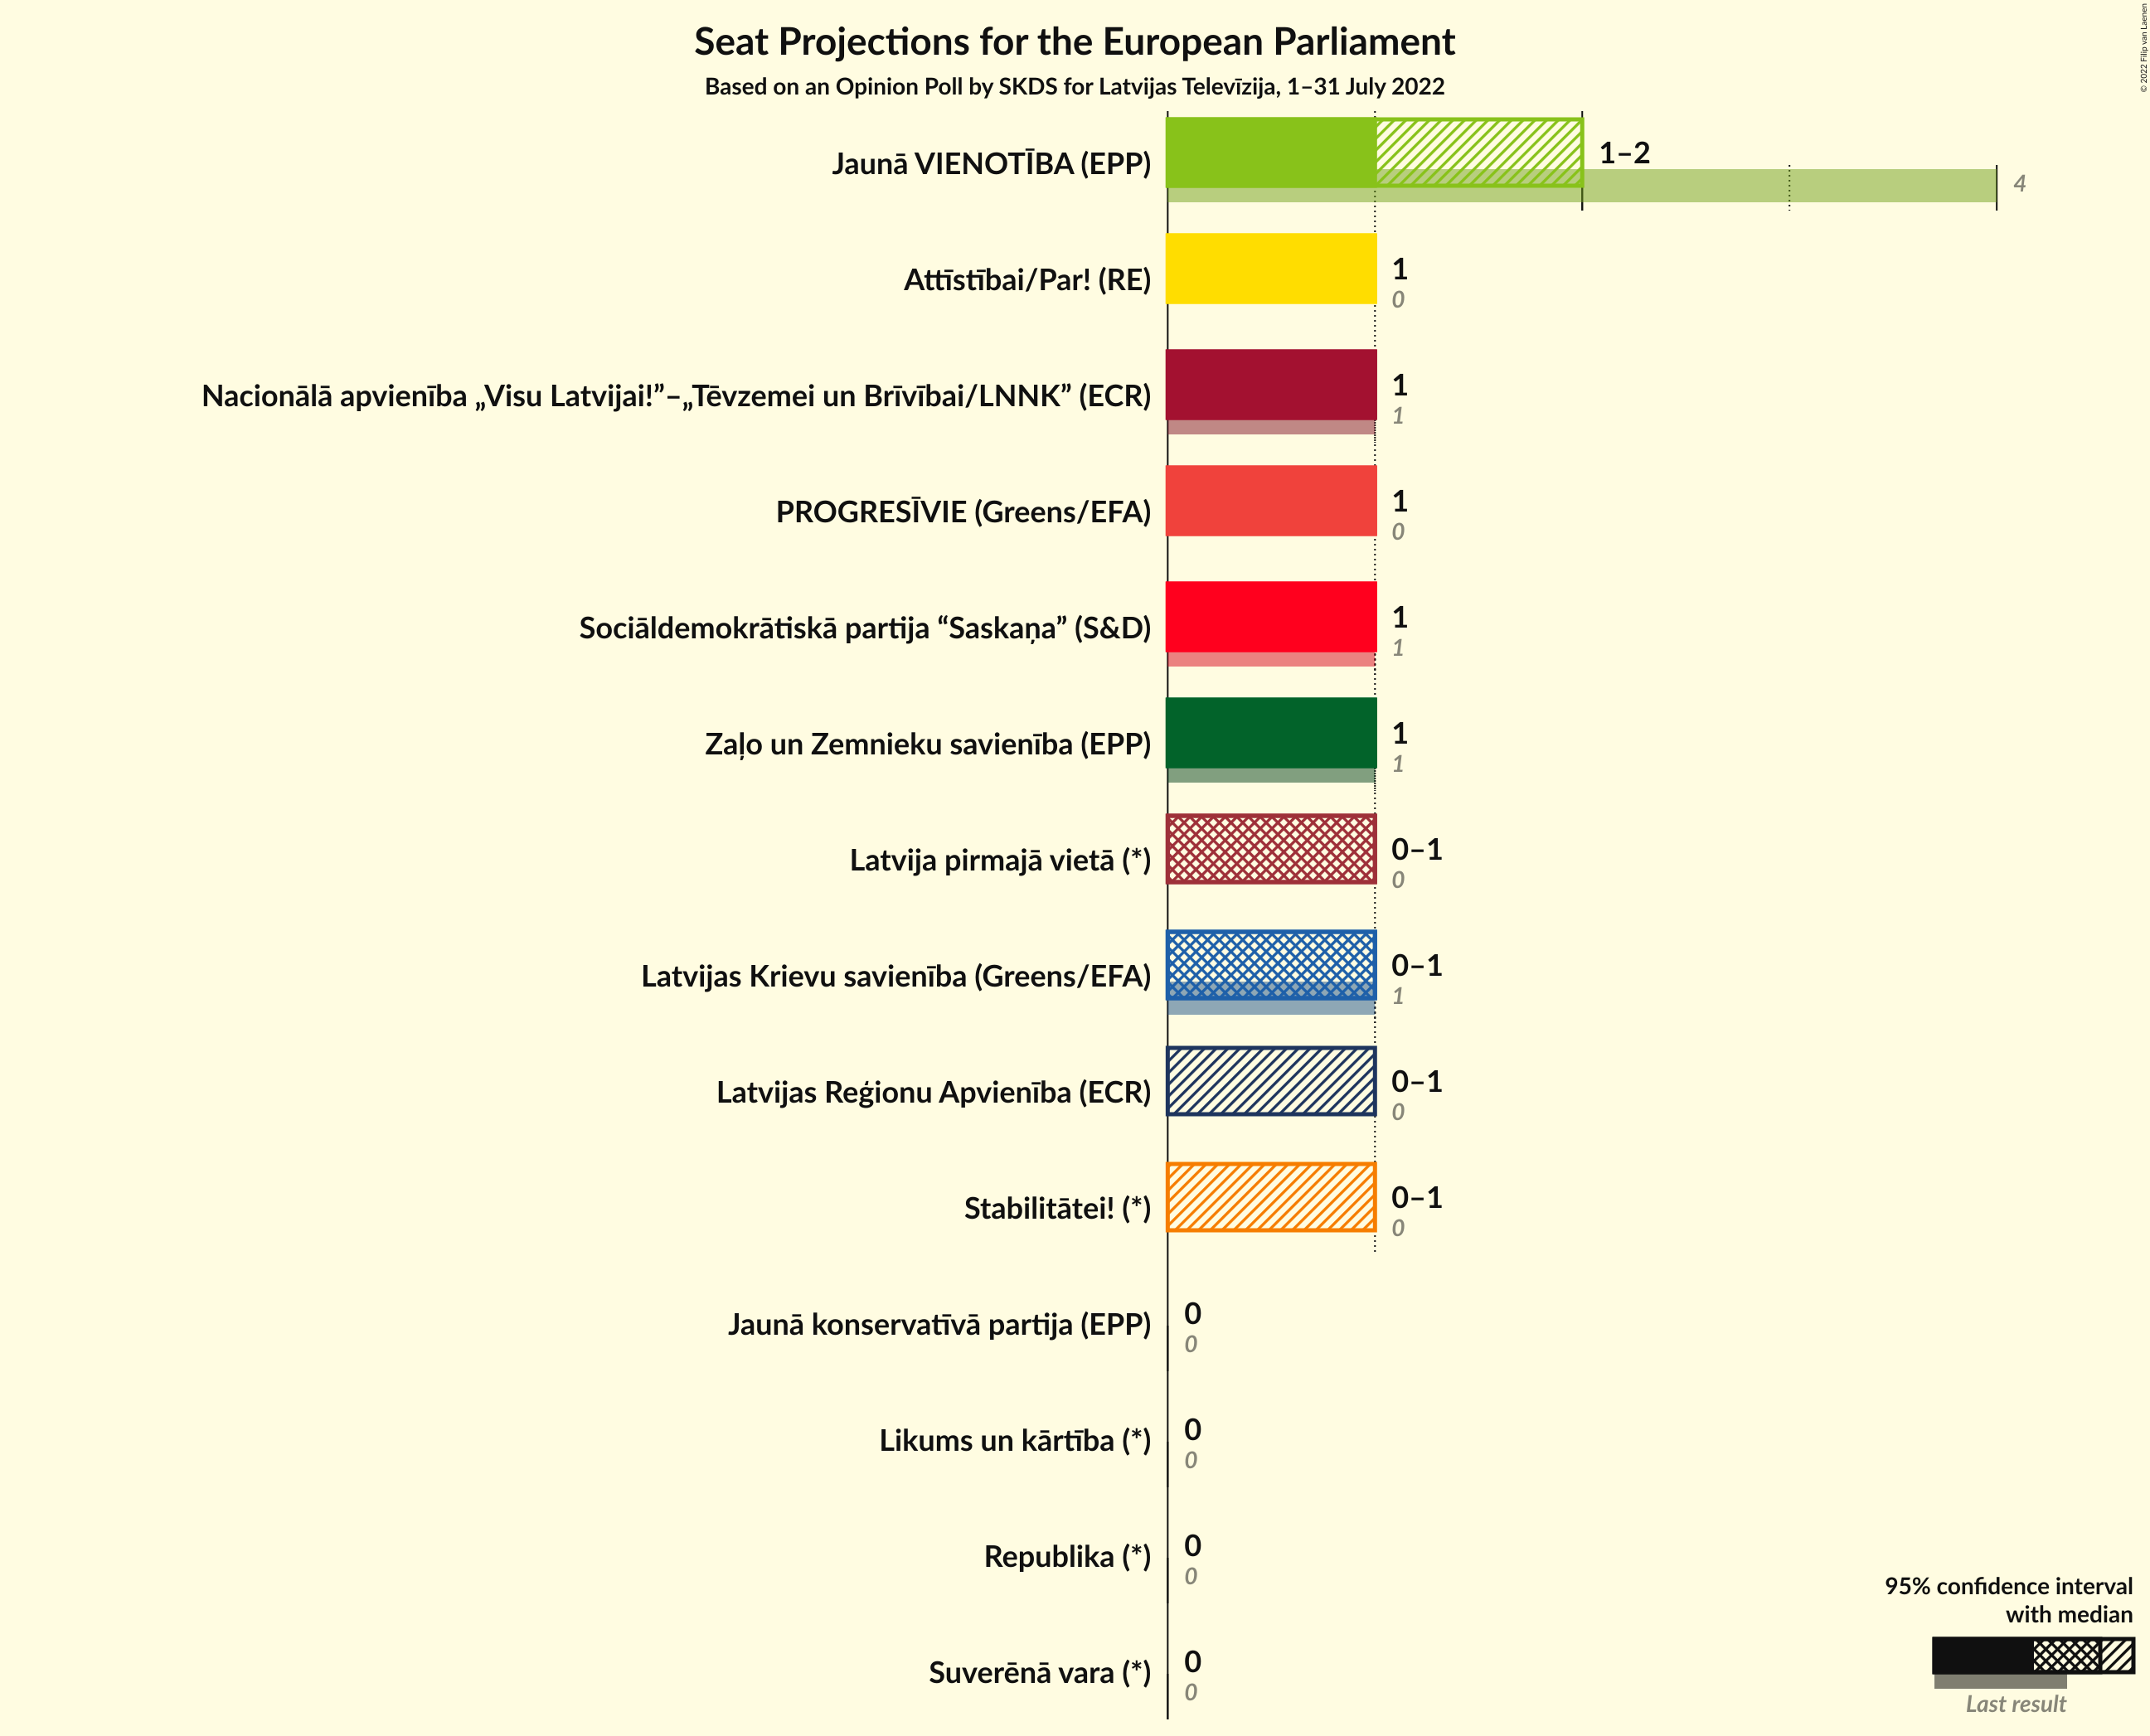 Seat Projections for the European Parliament
Based on an Opinion Poll by SKDS for Latvijas Televīzija, 1–31 July 2022
© 2022 Filip van Laenen
Jaunā VIENOTĪBA (EPP)
1–2
4
Attīstībai/Par! (RE)
1
0
Nacionālā apvienība „Visu Latvijai!”–„Tēvzemei un Brīvībai/LNNK” (ECR)
1
1
PROGRESĪVIE (Greens/EFA)
1
0
Sociāldemokrātiskā partija “Saskaņa” (S&D)
1
1
Zaļo un Zemnieku savienība (EPP)
1
1
Latvija pirmajā vietā (*)
0–1
0
Latvijas Krievu savienība (Greens/EFA)
0–1
1
Latvijas Reģionu Apvienība (ECR)
0–1
0
Stabilitātei! (*)
0–1
0
Jaunā konservatīvā partija (EPP)
0
0
Likums un kārtība (*)
0
0
Republika (*)
0
0
Suverēnā vara (*)
0
0
95% confidence interval
with median
Last result